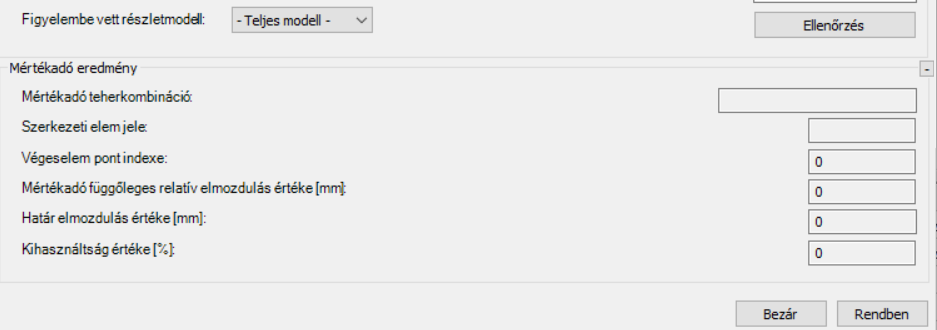 Figyelembe vett részletmodell: - Teljes modell -
Ellenőrzés
Mértékadó eredmény -
Mértékadó teherkombináció:
Szerkezeti elem jele:
Végeselem pont indexe: 0
Mértékadó függőleges relatív elmozdulás értéke [mm]: 0
Határ elmozdulás értéke [mm]: 0
Kihasználtság értéke [%]: 0
Bezár Rendben